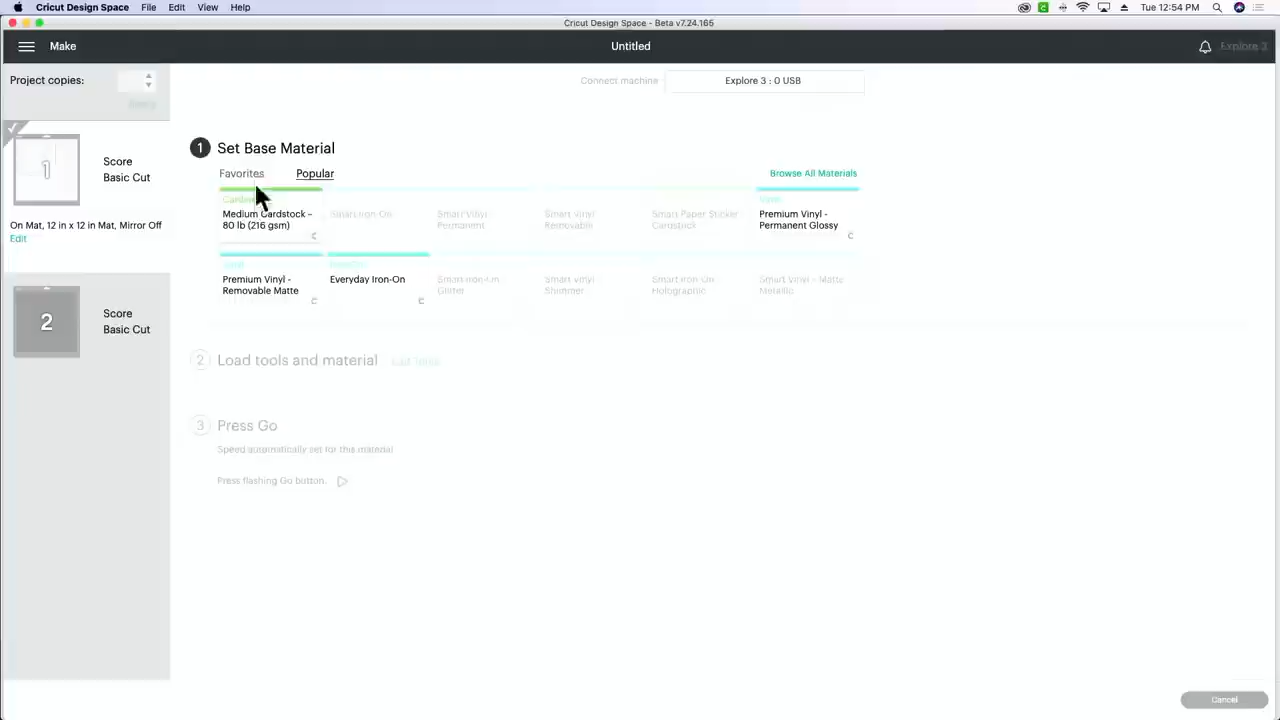 Cricut Design Space File Edit View Help
Tue 12:54 PM
Cricut Design Space - Beta v7.24.165
Make
Untitled
Explore 3
Project copies:
Connect machine
Explore 3 : 0 USB
1
Score
Basic Cut
On Mat, 12 in x 12 in Mat, Mirror Off
Edit
2
Score
Basic Cut
1 Set Base Material
Favorites Popular
Browse All Materials
Medium Cardstock –
80 lb (216 gsm)
C
Smart Iron-On
Smart Vinyl -
Permanent
Smart Vinyl -
Removable
Smart Paper Sticker
Cardstock
Premium Vinyl -
Permanent Glossy
C
Premium Vinyl -
Removable Matte
C
Everyday Iron-On
C
Smart Iron-On -
Glitter
Smart Vinyl -
Shimmer
Smart Iron-On -
Holographic
Smart Vinyl – Matte
Metallic
2 Load tools and material
Edit Tools
3 Press Go
Speed automatically set for this material
Press flashing Go button.
Cancel